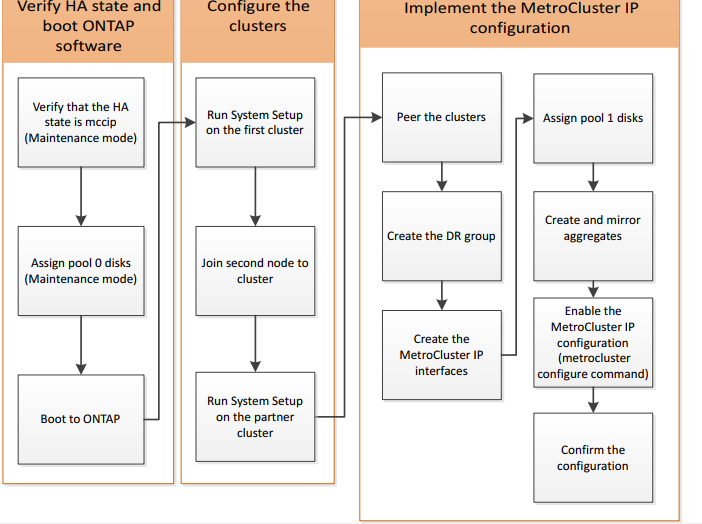 Verify HA state and
boot ONTAP
software
Verify that the HA
state is mccip
(Maintenance mode)
Assign pool 0 disks
(Maintenance mode)
Boot to ONTAP
Configure the
clusters
Run System Setup
on the first cluster
Join second node to
cluster
Run System Setup
on the partner
cluster
Implement the MetroCluster IP
configuration
Peer the clusters
Create the DR group
Create the
MetroCluster IP
interfaces
Assign pool 1 disks
Create and mirror
aggregates
Enable the
MetroCluster IP
configuration
(metrocluster
configure command)
Confirm the
configuration